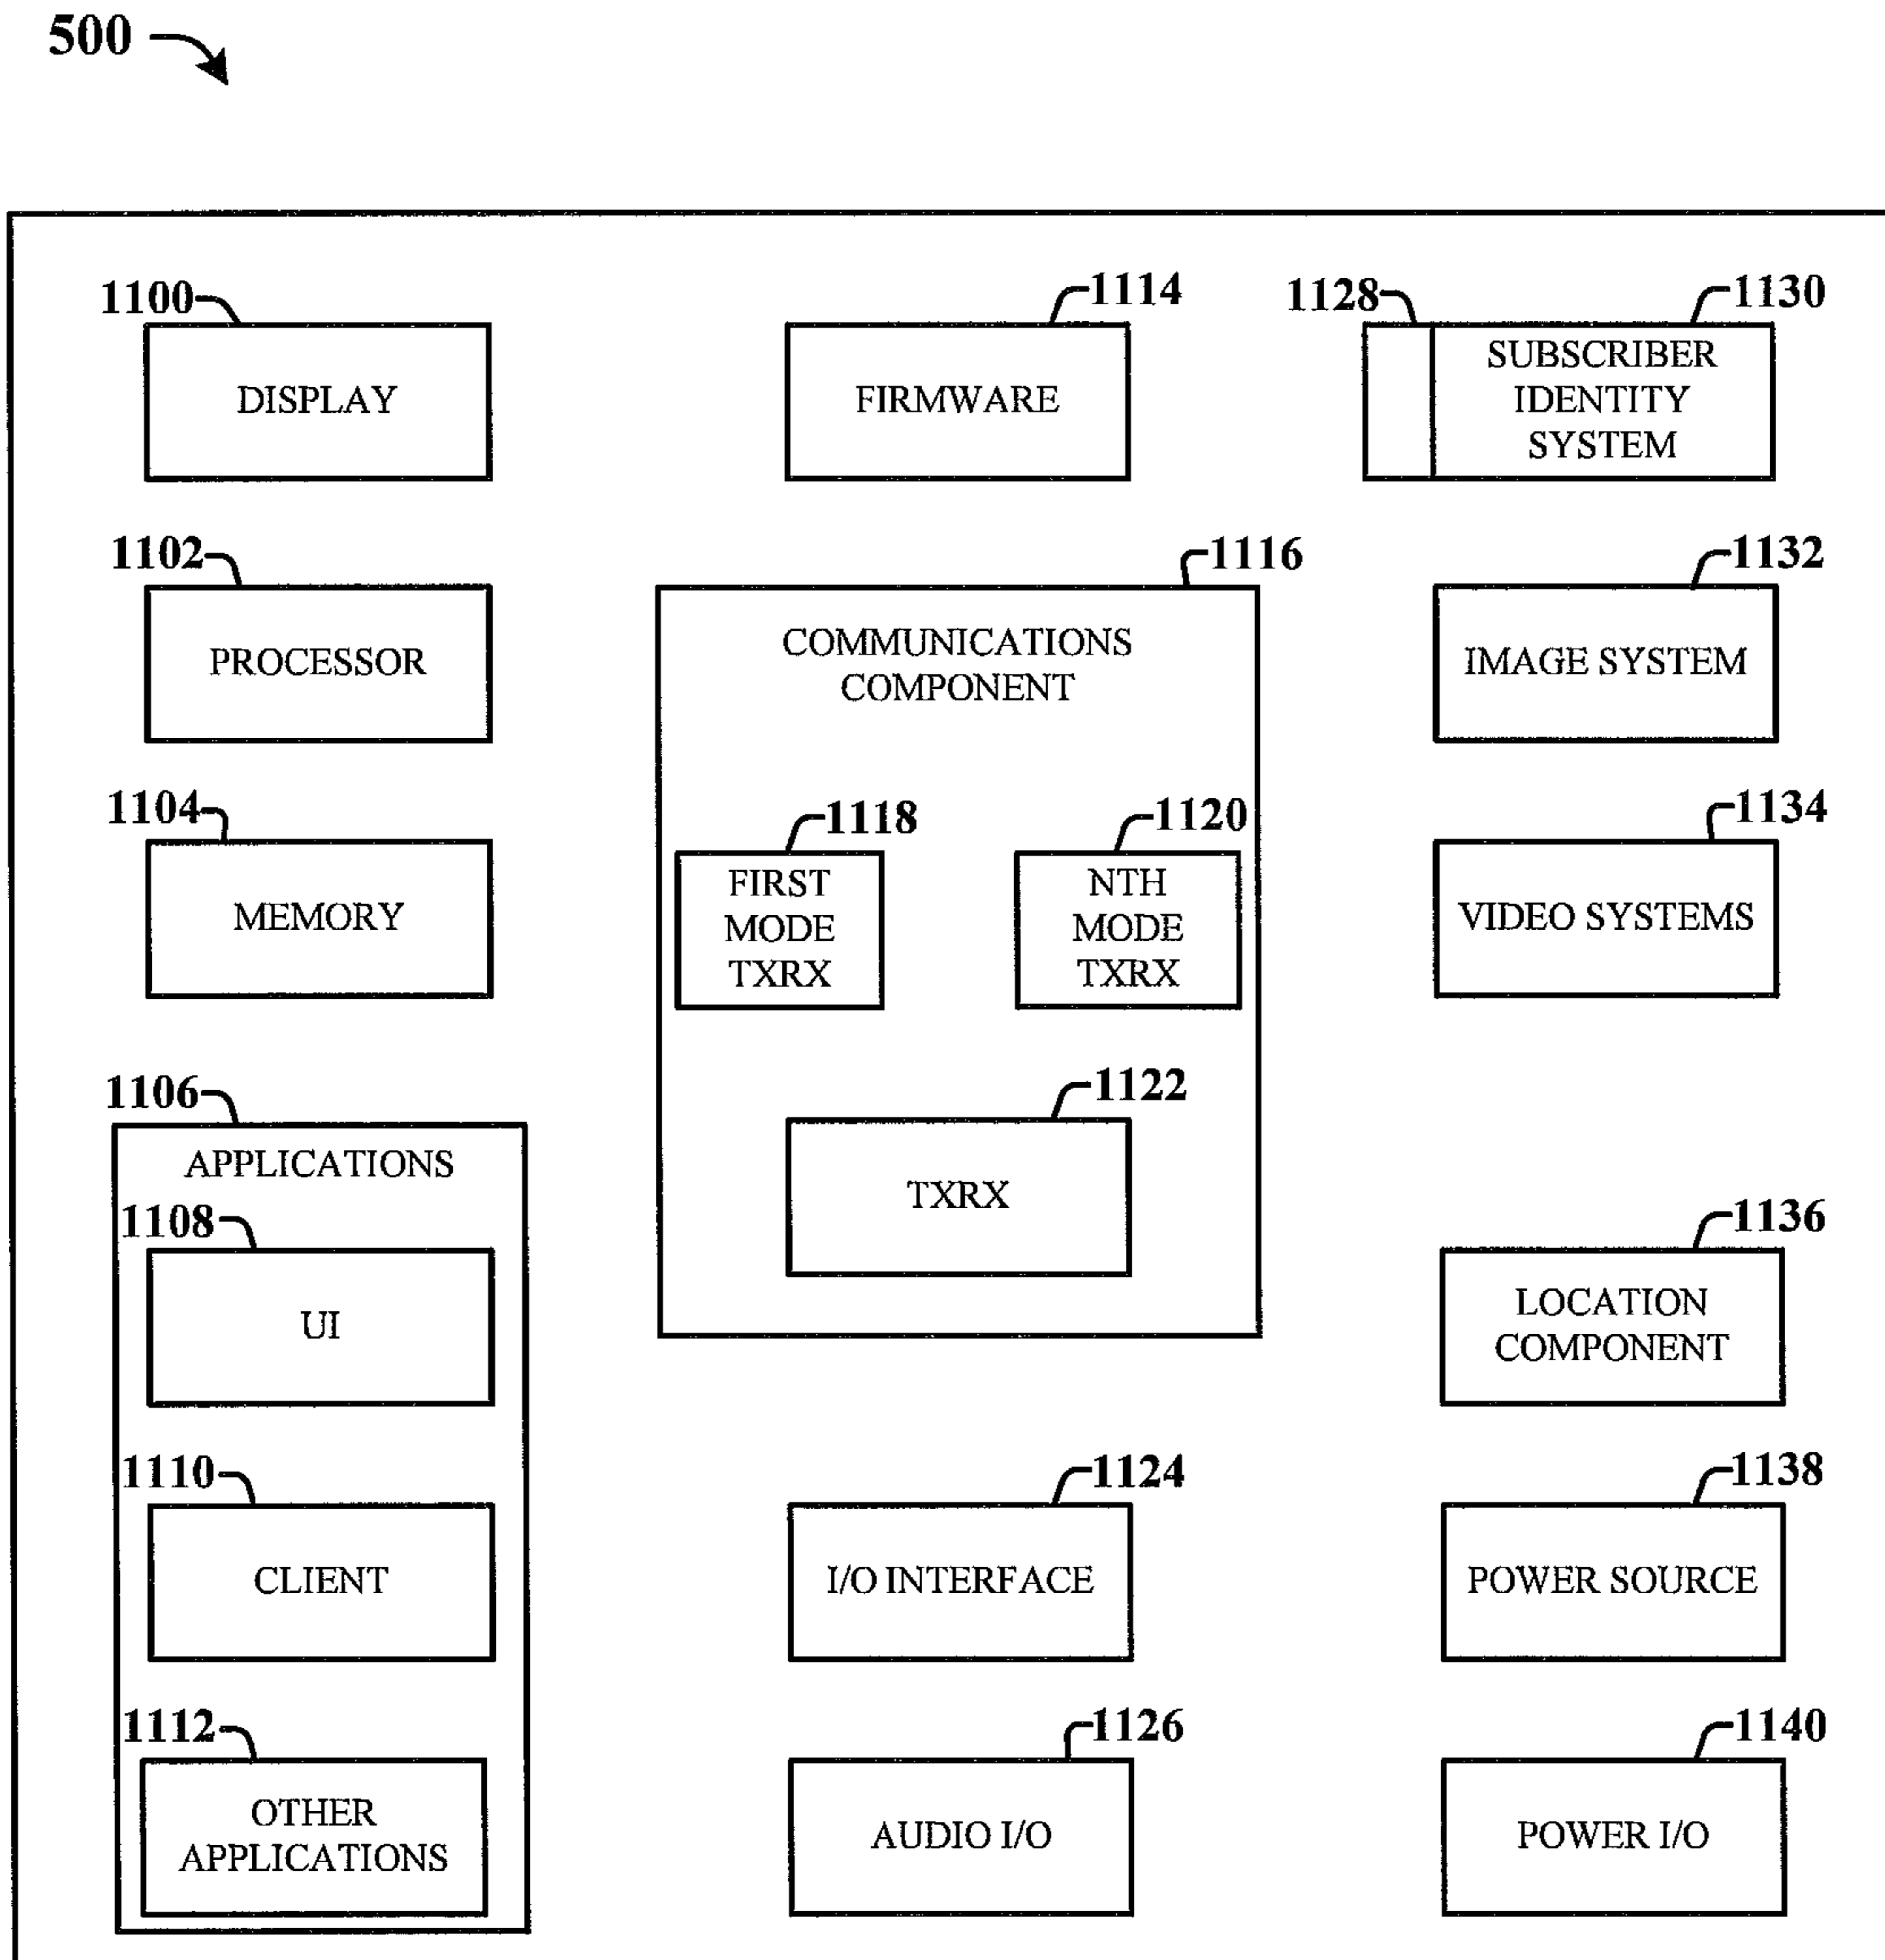 500
1100
DISPLAY
1114
FIRMWARE
1128
1130
SUBSCRIBER
IDENTITY
SYSTEM
1102
PROCESSOR
1116
COMMUNICATIONS
COMPONENT
1132
IMAGE SYSTEM
1104
MEMORY
1118
FIRST
MODE
TXRX
1120
NTH
MODE
TXRX
1134
VIDEO SYSTEMS
1106
APPLICATIONS
1108
UI
1122
TXRX
1136
LOCATION
COMPONENT
1110
CLIENT
1124
I/O INTERFACE
1138
POWER SOURCE
1112
OTHER
APPLICATIONS
1126
AUDIO I/O
1140
POWER I/O